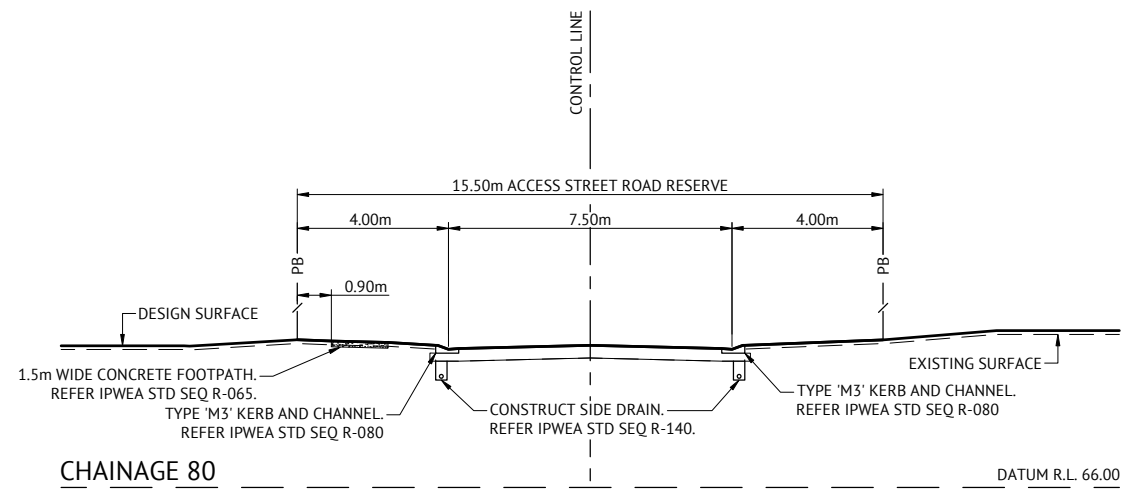 CONTROL LINE
15.50m ACCESS STREET ROAD RESERVE
4.00m
7.50m
4.00m
PB
PB
0.90m
DESIGN SURFACE
EXISTING SURFACE
1.5m WIDE CONCRETE FOOTPATH.
REFER IPWEA STD SEQ R-065.
TYPE 'M3' KERB AND CHANNEL.
REFER IPWEA STD SEQ R-080
CONSTRUCT SIDE DRAIN.
REFER IPWEA STD SEQ R-140.
TYPE 'M3' KERB AND CHANNEL.
REFER IPWEA STD SEQ R-080
CHAINAGE 80
DATUM R.L. 66.00